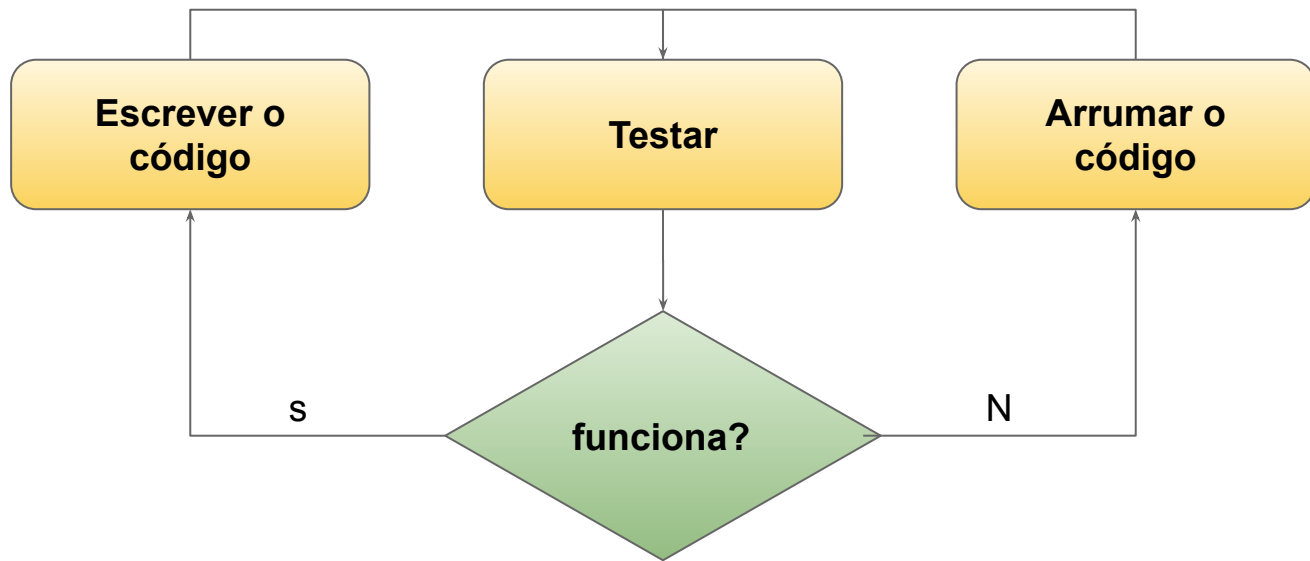 Escrever o
código
Testar
Arrumar o
código
s
funciona?
N